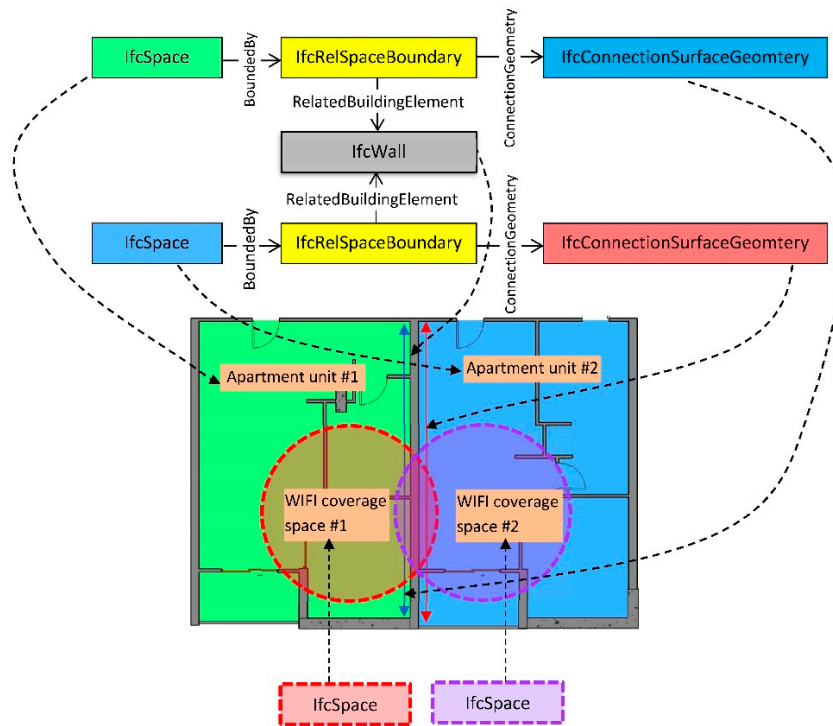 IfcSpace
BoundedBy
IfcRelSpaceBoundary
ConnectionGeometry
IfcConnectionSurfaceGeomtery
RelatedBuildingElement
IfcWall
RelatedBuildingElement
IfcSpace
BoundedBy
IfcRelSpaceBoundary
ConnectionGeometry
IfcConnectionSurfaceGeomtery
Apartment unit #1
Apartment unit #2
WIFI coverage
space #1
WIFI coverage
space #2
IfcSpace
IfcSpace